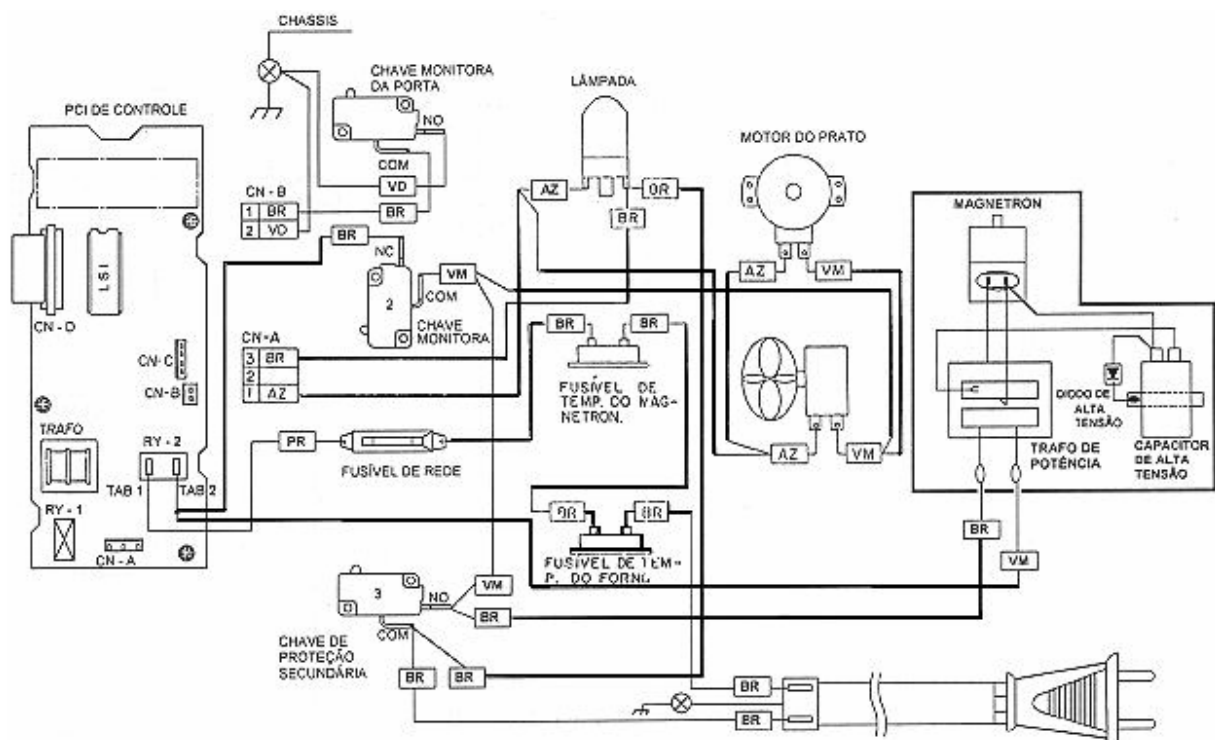 CHASSIS
CHAVE MONITORA
DA PORTA
NO
COM
VD
BR
PCI DE CONTROLE
LSI
CN-D
CN-C
CN-B
TRAFO
RY-2
TAB 1
TAB 2
RY-1
CN-A
CN - B
1 BR
2 VD
BR
NC
2
COM
VM
CHAVE
MONITORA
CN-A
3 BR
2
1 AZ
PR
FUSÍVEL DE REDE
LÂMPADA
AZ
BR
BR
BR
BR
FUSÍVEL DE
TEMP. DO MAG-
NETRON.
BR
BR
FUSÍVEL DE TEM-
P. DO FORNO
MOTOR DO PRATO
AZ
VM
AZ
VM
MAGNETRON
DIODO DE
ALTA
TENSÃO
TRAFO DE
POTÊNCIA
CAPACITOR
DE ALTA
TENSÃO
BR
VM
3
NO
COM
VM
BR
CHAVE DE
PROTEÇÃO
SECUNDÁRIA
BR
BR
BR
BR